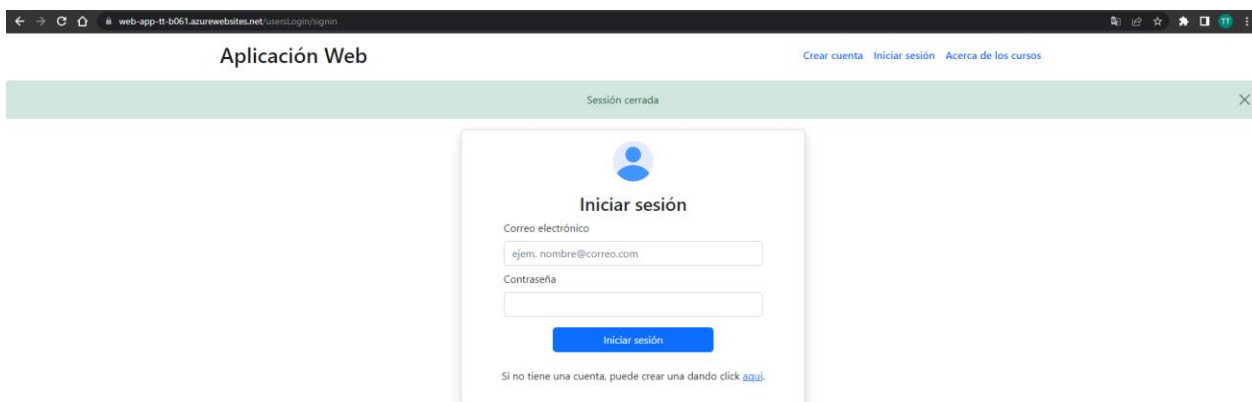 web-app-tt-b061.azurewebsites.net/usersLogin/signin
TT
Aplicación Web
Crear cuenta Iniciar sesión Acerca de los cursos
Sessión cerrada
Iniciar sesión
Correo electrónico
ejem. nombre@correo.com
Contraseña
Iniciar sesión
Si no tiene una cuenta, puede crear una dando click aqui.